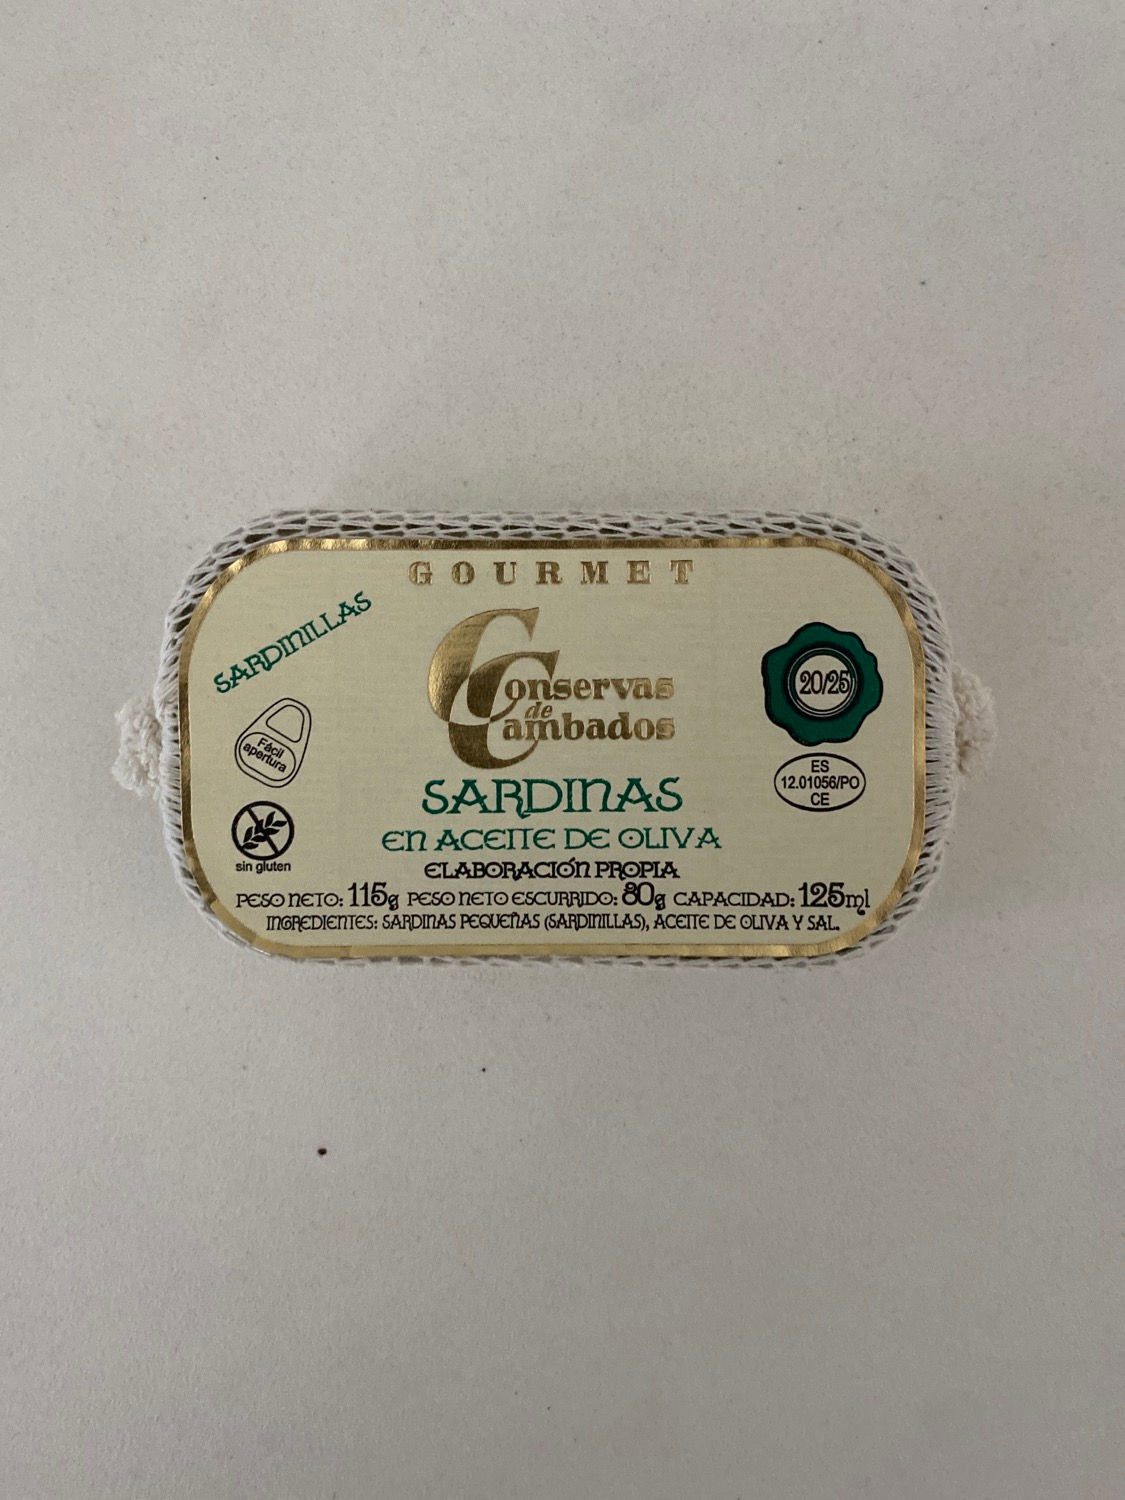 GOURMET
SARDINILLAS
Conservas
de
Cambados
20/25
Fácil
apertura
ES
12.01056/PO
CE
sin gluten
SARDINAS
EN ACEITE DE OLIVA
ELABORACIÓN PROPIA
PESO NETO: 115g PESO NETO ESCURRIDO: 80g CAPACIDAD: 125ml
INGREDIENTES: SARDINAS PEQUEÑAS (SARDINILLAS), ACEITE DE OLIVA Y SAL.